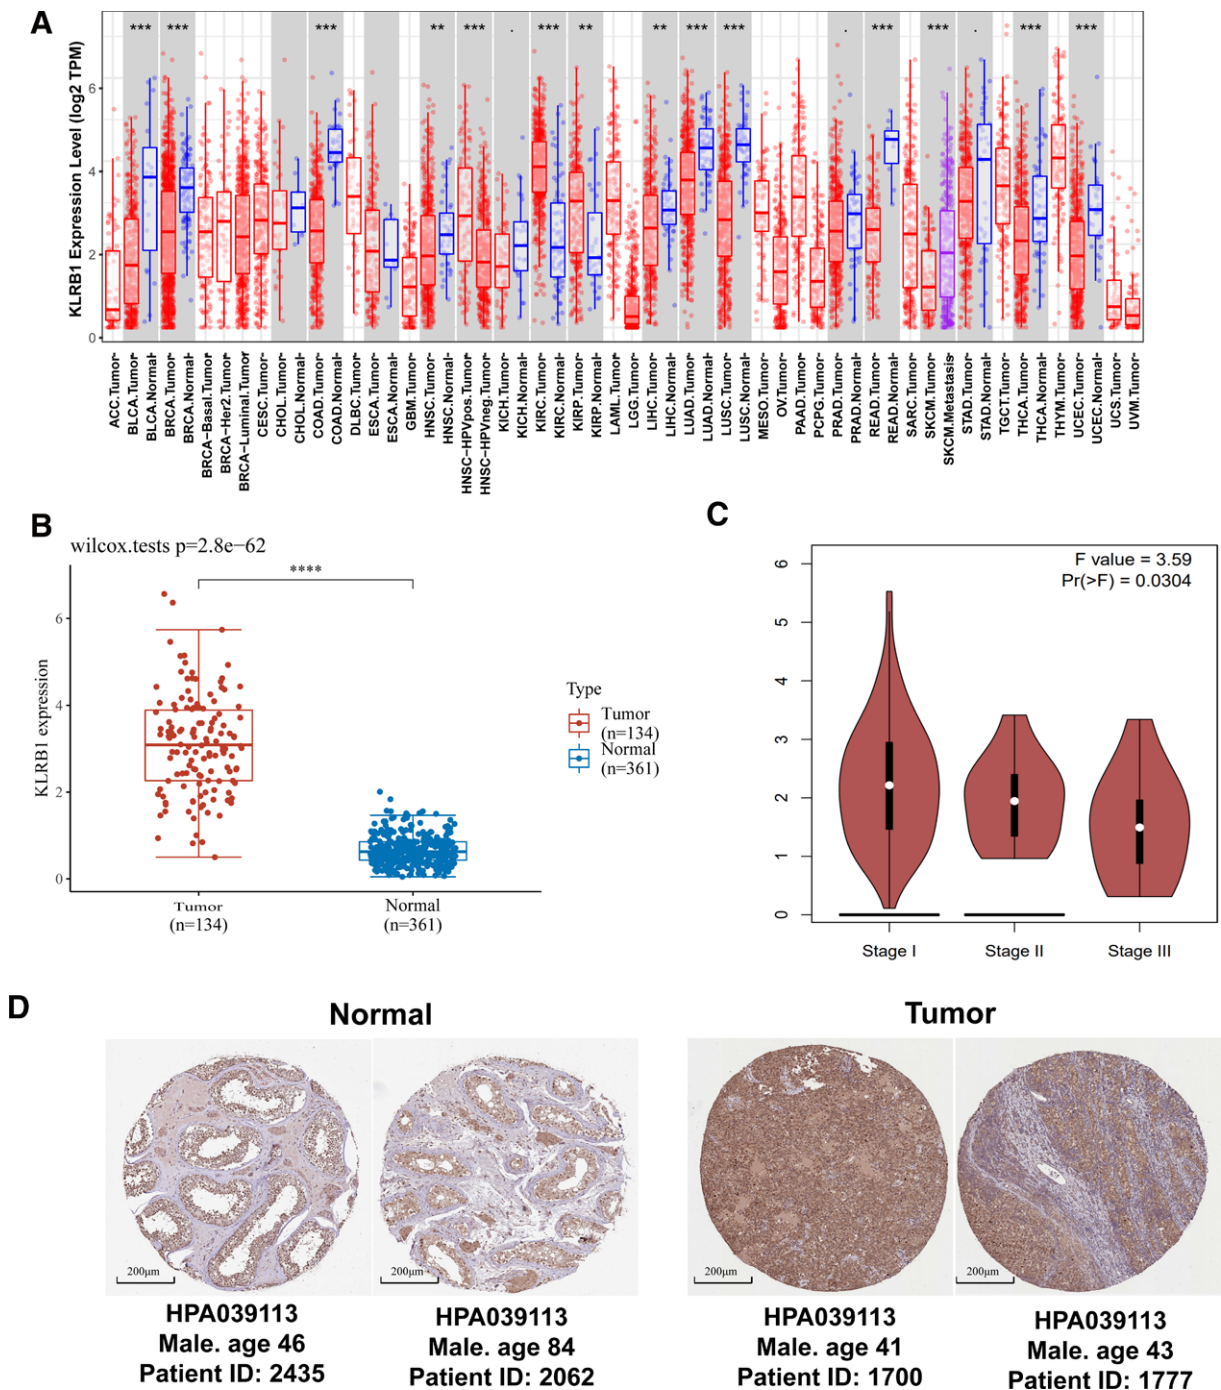 A
KLRB1 Expression Level (log2 TPM)
*** *** *** ** *** . *** ** ** *** *** . *** *** . *** ***
6
4
2
0
ACC.Tumor
BLCA.Tumor
BLCA.Normal
BRCA.Tumor
BRCA.Normal
BRCA-Basal.Tumor
BRCA-Her2.Tumor
BRCA-Luminal.Tumor
CESC.Tumor
CHOL.Tumor
CHOL.Normal
COAD.Tumor
COAD.Normal
DLBC.Tumor
ESCA.Tumor
ESCA.Normal
GBM.Tumor
HNSC.Tumor
HNSC.Normal
HNSC-HPVpos.Tumor
HNSC-HPVneg.Tumor
KICH.Tumor
KICH.Normal
KIRC.Tumor
KIRC.Normal
KIRP.Tumor
KIRP.Normal
LAML.Tumor
LGG.Tumor
LIHC.Tumor
LIHC.Normal
LUAD.Tumor
LUAD.Normal
LUSC.Tumor
LUSC.Normal
MESO.Tumor
OV.Tumor
PAAD.Tumor
PCPG.Tumor
PRAD.Tumor
PRAD.Normal
READ.Tumor
READ.Normal
SARC.Tumor
SKCM.Tumor
SKCM.Metastasis
STAD.Tumor
STAD.Normal
TGCT.Tumor
THCA.Tumor
THCA.Normal
THYM.Tumor
UCEC.Tumor
UCEC.Normal
UCS.Tumor
UVM.Tumor
B
wilcox.tests p=2.8e−62
****
KLRB1 expression
6
4
2
0
Tumor
(n=134)
Normal
(n=361)
Type
Tumor
(n=134)
Normal
(n=361)
C
F value = 3.59
Pr(>F) = 0.0304
6
5
4
3
2
1
0
Stage I
Stage II
Stage III
D
Normal
Tumor
200μm
200μm
200μm
200μm
HPA039113
Male. age 46
Patient ID: 2435
HPA039113
Male. age 84
Patient ID: 2062
HPA039113
Male. age 41
Patient ID: 1700
HPA039113
Male. age 43
Patient ID: 1777